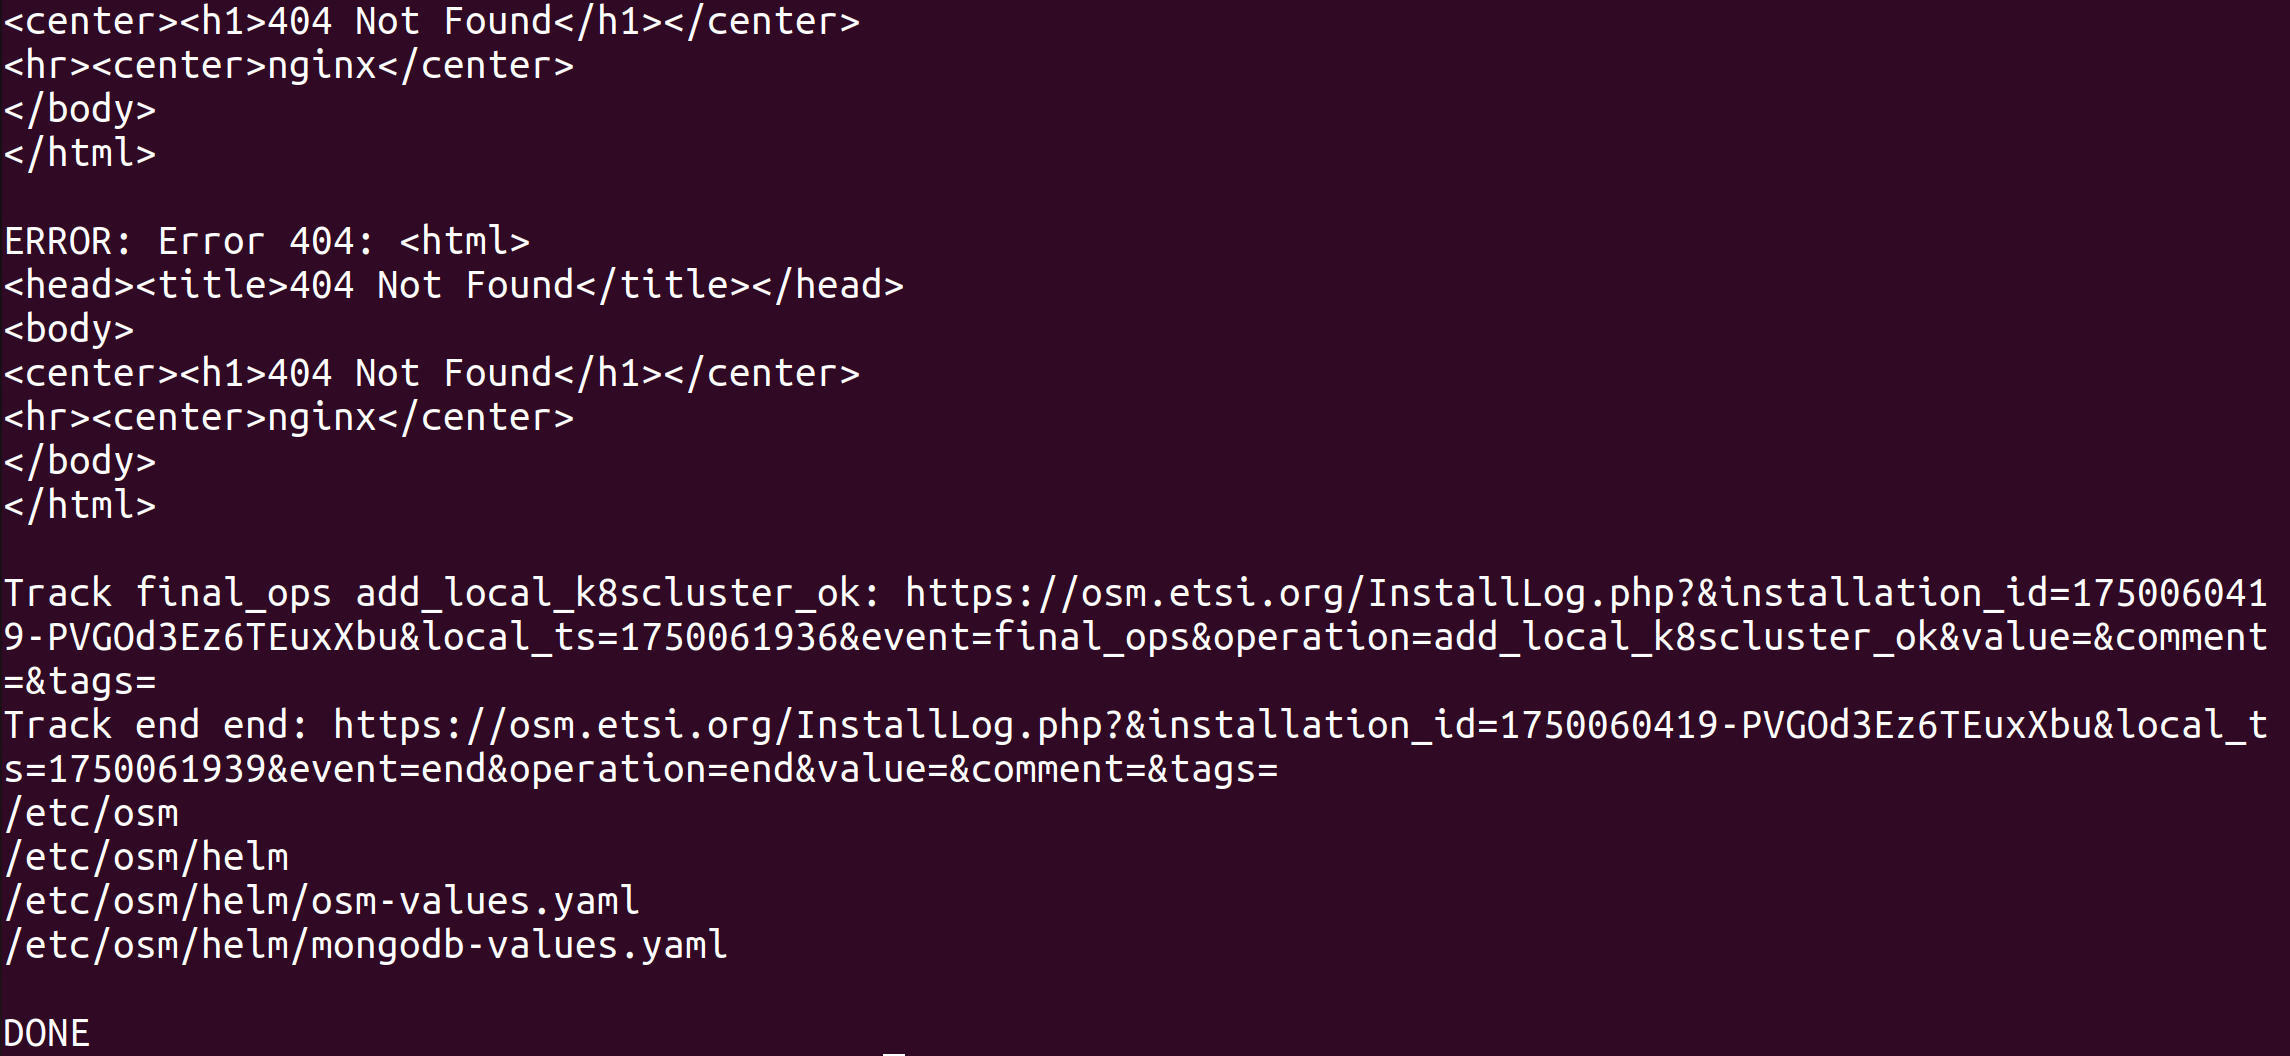 <center><h1>404 Not Found</h1></center>
<hr><center>nginx</center>
</body>
</html>

ERROR: Error 404: <html>
<head><title>404 Not Found</title></head>
<body>
<center><h1>404 Not Found</h1></center>
<hr><center>nginx</center>
</body>
</html>

Track final_ops add_local_k8scluster_ok: https://osm.etsi.org/InstallLog.php?&installation_id=175006041
9-PVGOd3Ez6TEuxXbu&local_ts=1750061936&event=final_ops&operation=add_local_k8scluster_ok&value=&comment
=&tags=
Track end end: https://osm.etsi.org/InstallLog.php?&installation_id=1750060419-PVGOd3Ez6TEuxXbu&local_t
s=1750061939&event=end&operation=end&value=&comment=&tags=
/etc/osm
/etc/osm/helm
/etc/osm/helm/osm-values.yaml
/etc/osm/helm/mongodb-values.yaml

DONE